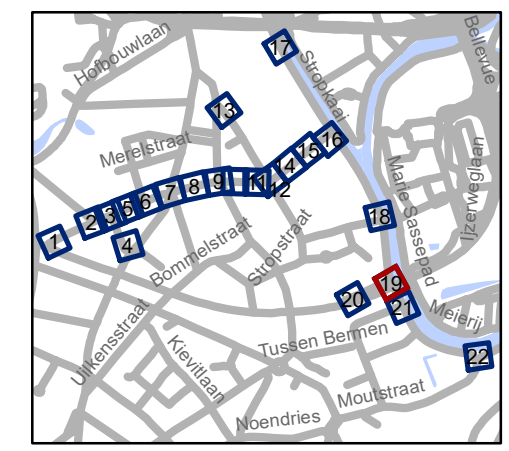 Hofbouwlaan
17
Stropkaai
Bellevue
13
Merelstraat
16
15
14
12
11
9
8
7
6
5
3
2
1
4
Marie Sassepad
Ijzerweglaan
Bommelstraat
Stropstraat
18
19
20
21
Meierij
Uilkensstraat
Kievitlaan
Tussen Bermen
22
Moutstraat
Noendries